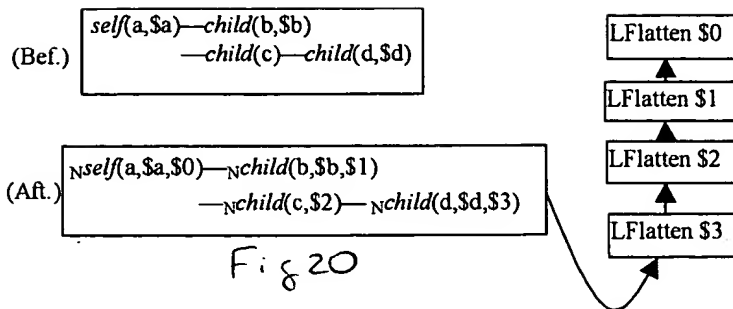 (Bef.)
self(a,$a)—child(b,$b)
—child(c)—child(d,$d)
(Aft.)
Nself(a,$a,$0)—Nchild(b,$b,$1)
—Nchild(c,$2)—Nchild(d,$d,$3)
LFlatten $0
LFlatten $1
LFlatten $2
LFlatten $3
Fig 20